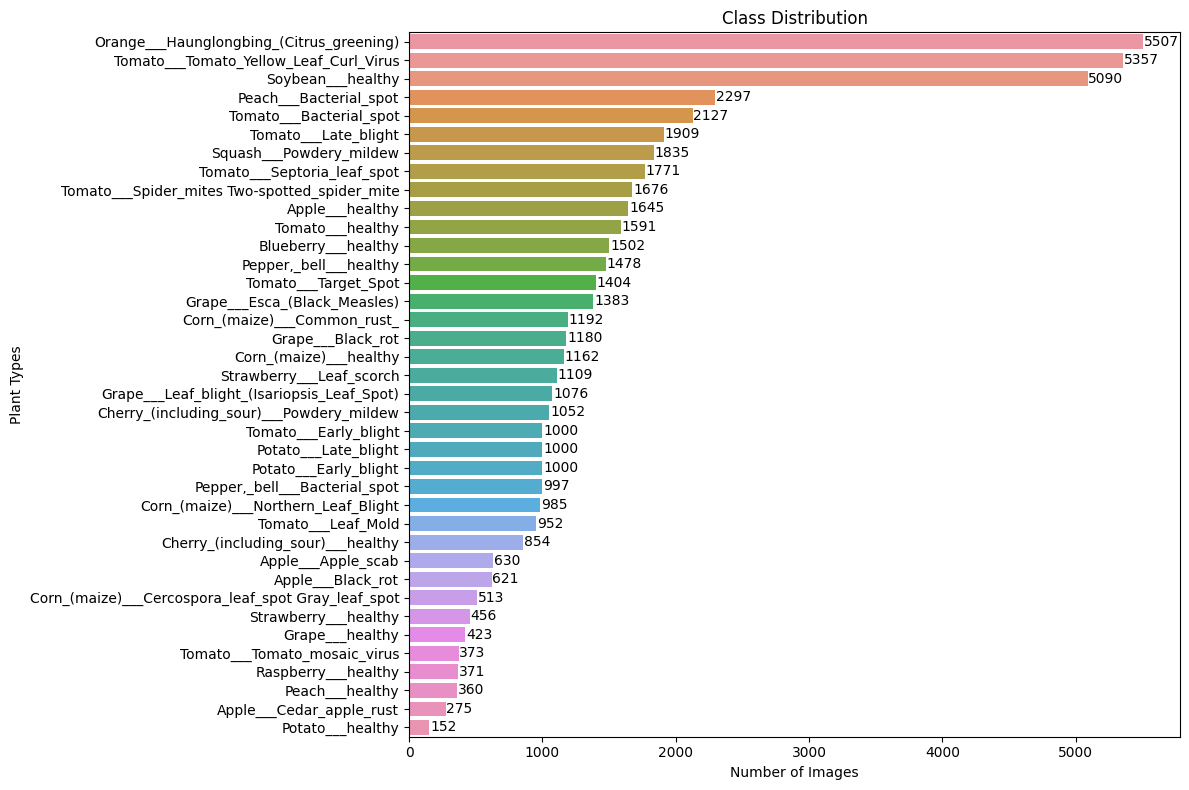 Class Distribution
Orange___Haunglongbing_(Citrus_greening) 5507
Tomato___Tomato_Yellow_Leaf_Curl_Virus 5357
Soybean___healthy 5090
Peach___Bacterial_spot 2297
Tomato___Bacterial_spot 2127
Tomato___Late_blight 1909
Squash___Powdery_mildew 1835
Tomato___Septoria_leaf_spot 1771
Tomato___Spider_mites Two-spotted_spider_mite 1676
Apple___healthy 1645
Tomato___healthy 1591
Blueberry___healthy 1502
Pepper,_bell___healthy 1478
Tomato___Target_Spot 1404
Grape___Esca_(Black_Measles) 1383
Corn_(maize)___Common_rust_ 1192
Grape___Black_rot 1180
Corn_(maize)___healthy 1162
Strawberry___Leaf_scorch 1109
Grape___Leaf_blight_(Isariopsis_Leaf_Spot) 1076
Cherry_(including_sour)___Powdery_mildew 1052
Tomato___Early_blight 1000
Potato___Late_blight 1000
Potato___Early_blight 1000
Pepper,_bell___Bacterial_spot 997
Corn_(maize)___Northern_Leaf_Blight 985
Tomato___Leaf_Mold 952
Cherry_(including_sour)___healthy 854
Apple___Apple_scab 630
Apple___Black_rot 621
Corn_(maize)___Cercospora_leaf_spot Gray_leaf_spot 513
Strawberry___healthy 456
Grape___healthy 423
Tomato___Tomato_mosaic_virus 373
Raspberry___healthy 371
Peach___healthy 360
Apple___Cedar_apple_rust 275
Potato___healthy 152
0 1000 2000 3000 4000 5000
Number of Images
Plant Types